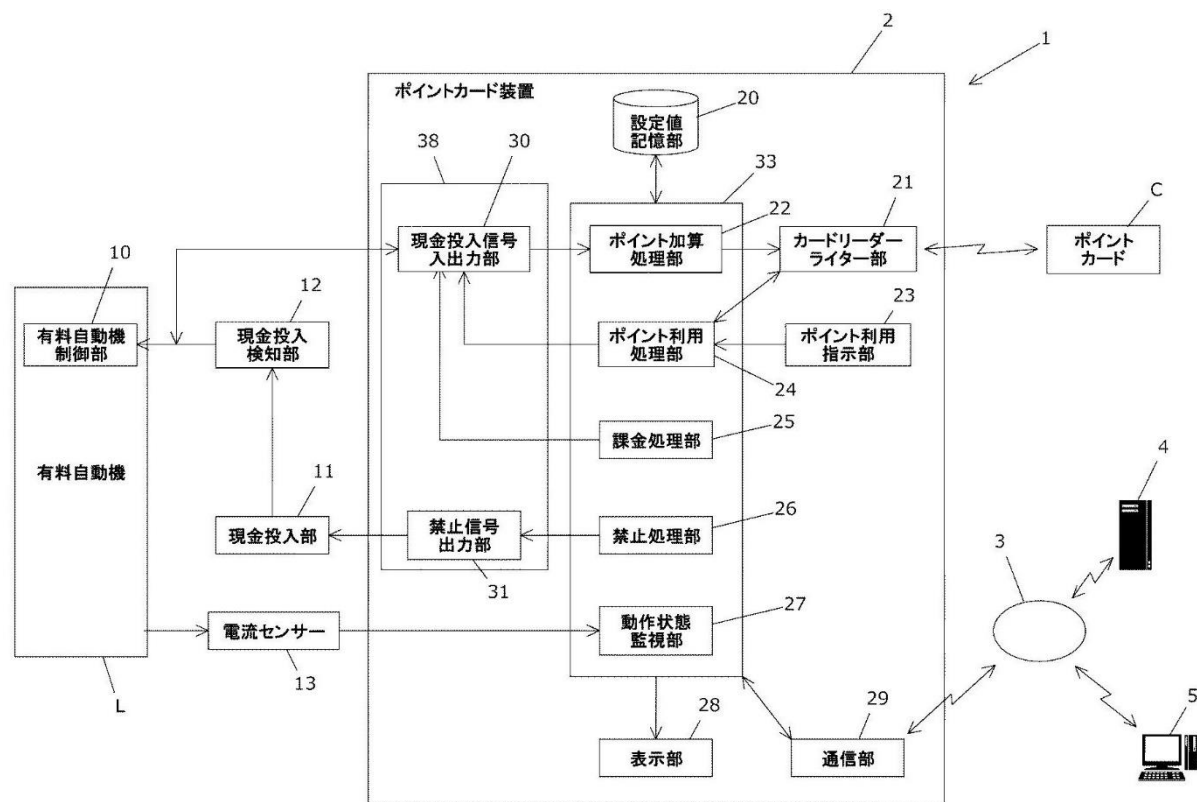 2
1
ポイントカード装置
20
設定値
記憶部
38
30
33
21
22
C
現金投入信号
入出力部
ポイント加算
処理部
カードリーダー
ライター部
ポイント
カード
10
12
23
有料自動機
制御部
現金投入
検知部
ポイント利用
処理部
ポイント利用
指示部
24
25
課金処理部
有料自動機
11
26
4
現金投入部
禁止信号
出力部
禁止処理部
31
3
27
電流センサー
動作状態
監視部
13
L
28
29
5
表示部
通信部